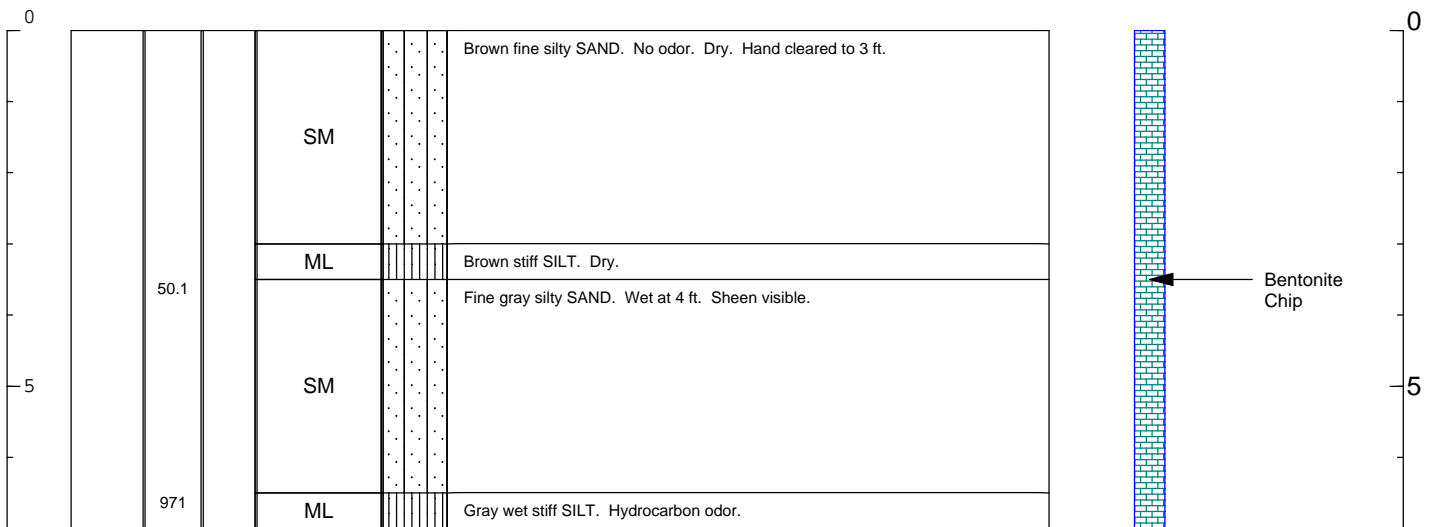 0
0
Brown fine silty SAND. No odor. Dry. Hand cleared to 3 ft.
SM
ML
Brown stiff SILT. Dry.
50.1
Fine gray silty SAND. Wet at 4 ft. Sheen visible.
Bentonite
Chip
5
SM
5
971
ML
Gray wet stiff SILT. Hydrocarbon odor.